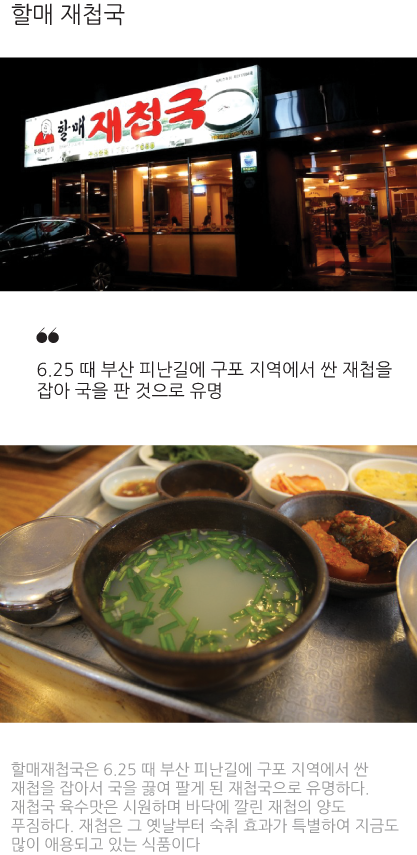 할매 재첩국
할매 재첩국
6.25 때 부산 피난길에 구포 지역에서 싼 재첩을
잡아 국을 판 것으로 유명
할매재첩국은 6.25 때 부산 피난길에 구포 지역에서 싼
재첩을 잡아서 국을 끓여 팔게 된 재첩국으로 유명하다.
재첩국 육수맛은 시원하며 바닥에 깔린 재첩의 양도
푸짐하다. 재첩은 그 옛날부터 숙취 효과가 특별하여 지금도
많이 애용되고 있는 식품이다